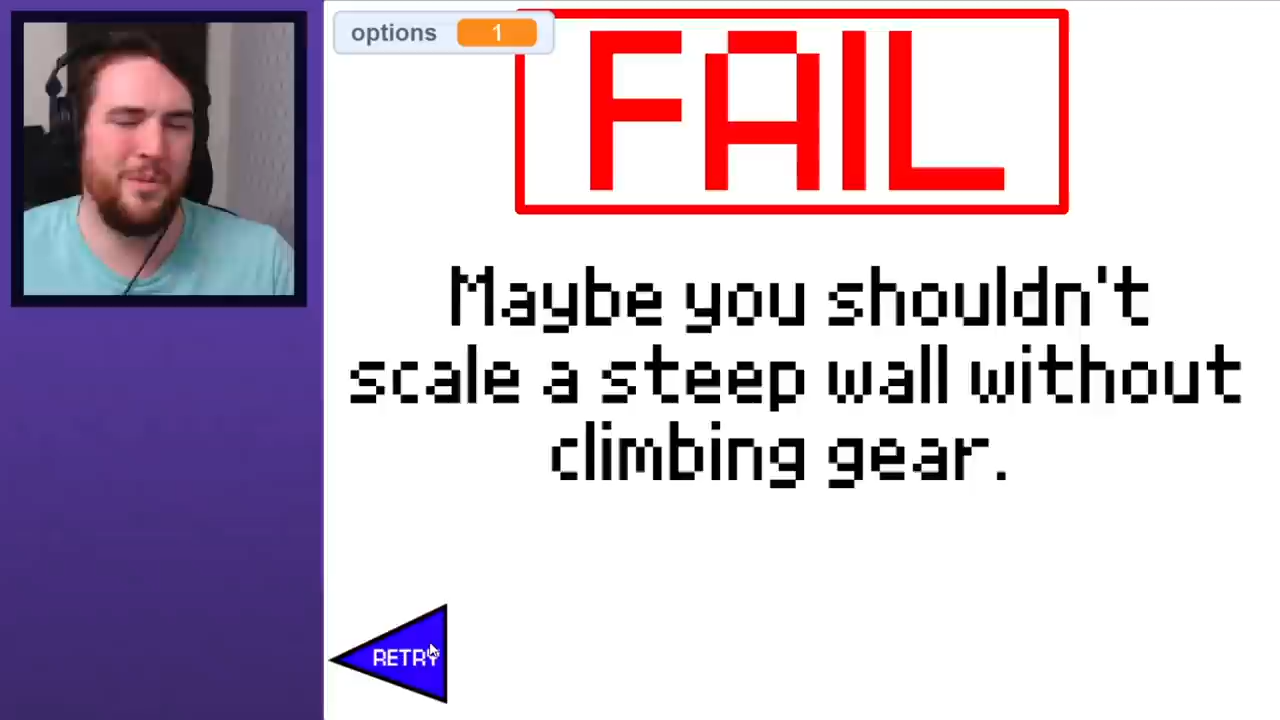 options 1
FAIL
Maybe you shouldn't
scale a steep wall without
climbing gear.
RETRY